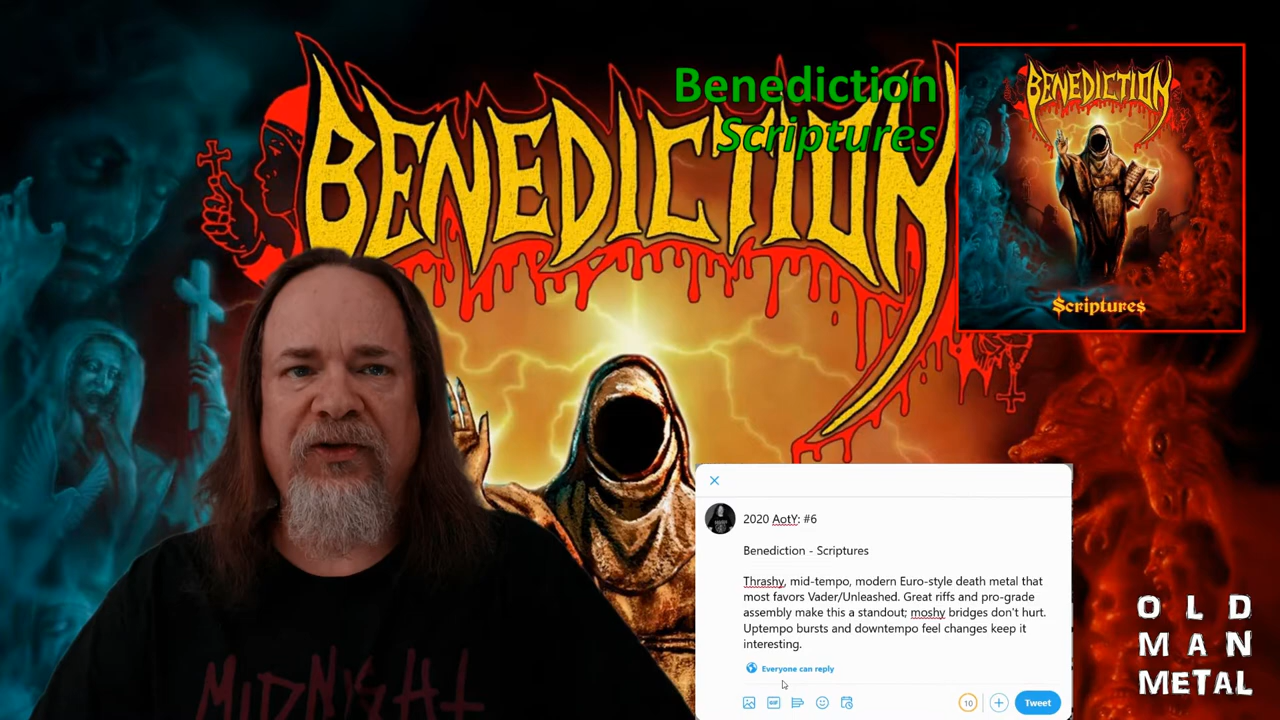 BENEDICTION
Benediction
Scriptures
BENEDICTION
Scriptures
MIDNIGHT
2020 AotY: #6
Benediction - Scriptures
Thrashy, mid-tempo, modern Euro-style death metal that
most favors Vader/Unleashed. Great riffs and pro-grade
assembly make this a standout; moshy bridges don't hurt.
Uptempo bursts and downtempo feel changes keep it
interesting.
Everyone can reply
GIF
10
Tweet
OLD
MAN
METAL